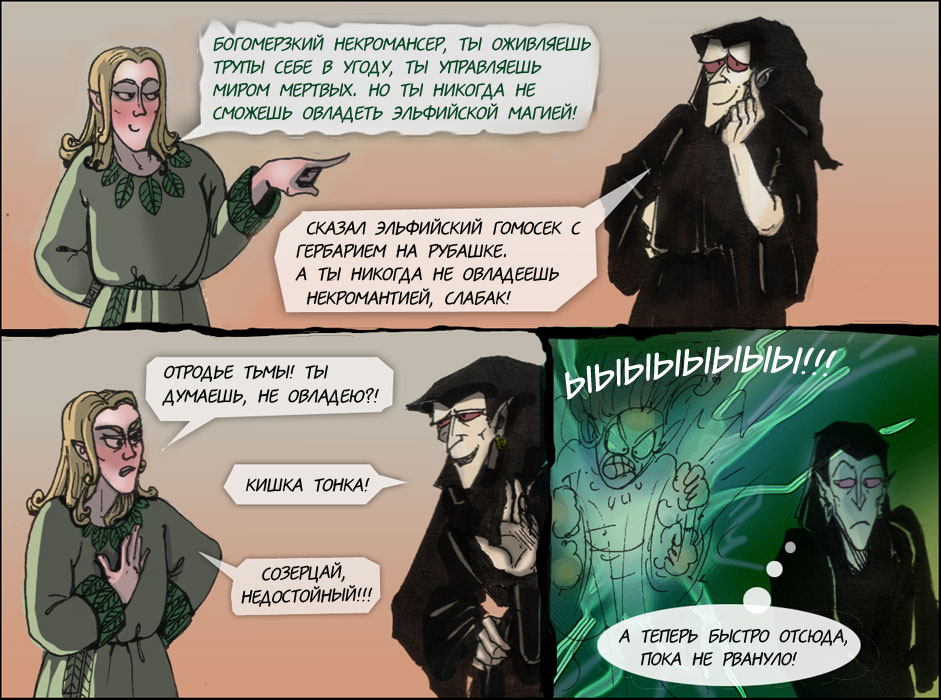 БОГОМЕРЗКИЙ НЕКРОМАНСЕР, ТЫ ОЖИВЛЯЕШЬ
ТРУПЫ СЕБЕ В УГОДУ, ТЫ УПРАВЛЯЕШЬ
МИРОМ МЕРТВЫХ. НО ТЫ НИКОГДА НЕ
СМОЖЕШЬ ОВЛАДЕТЬ ЭЛЬФИЙСКОЙ МАГИЕЙ!
СКАЗАЛ ЭЛЬФИЙСКИЙ ГОМОСЕК С
ГЕРБАРИЕМ НА РУБАШКЕ.
А ТЫ НИКОГДА НЕ ОВЛАДЕЕШЬ
НЕКРОМАНТИЕЙ, СЛАБАК!
ОТРОДЬЕ ТЬМЫ! ТЫ
ДУМАЕШЬ, НЕ ОВЛАДЕЮ?!
КИШКА ТОНКА!
СОЗЕРЦАЙ,
НЕДОСТОЙНЫЙ!!!
ЫЫЫЫЫЫЫЫ!!!
А ТЕПЕРЬ БЫСТРО ОТСЮДА,
ПОКА НЕ РВАНУЛО!